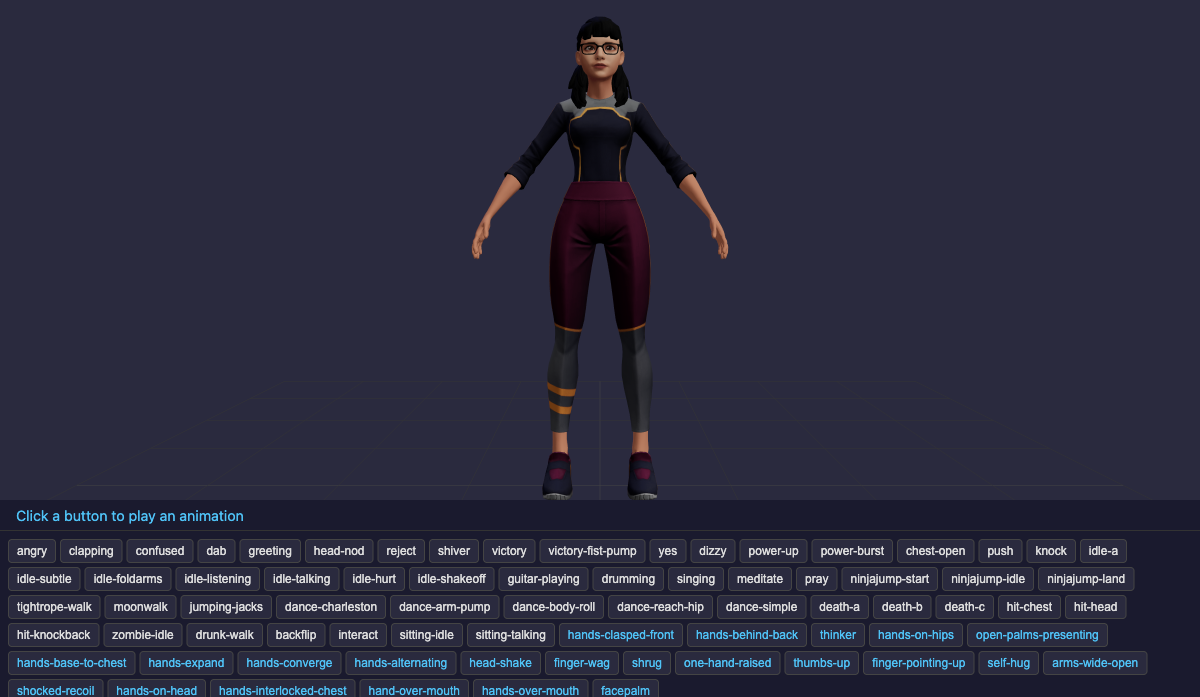 Click a button to play an animation
angry clapping confused dab greeting head-nod reject shiver victory victory-fist-pump yes dizzy power-up power-burst chest-open push knock idle-a
idle-subtle idle-foldarms idle-listening idle-talking idle-hurt idle-shakeoff guitar-playing drumming singing meditate pray ninjajump-start ninjajump-idle ninjajump-land
tightrope-walk moonwalk jumping-jacks dance-charleston dance-arm-pump dance-body-roll dance-reach-hip dance-simple death-a death-b death-c hit-chest hit-head
hit-knockback zombie-idle drunk-walk backflip interact sitting-idle sitting-talking hands-clasped-front hands-behind-back thinker hands-on-hips open-palms-presenting
hands-base-to-chest hands-expand hands-converge hands-alternating head-shake finger-wag shrug one-hand-raised thumbs-up finger-pointing-up self-hug arms-wide-open
shocked-recoil hands-on-head hands-interlocked-chest hand-over-mouth hands-over-mouth facepalm